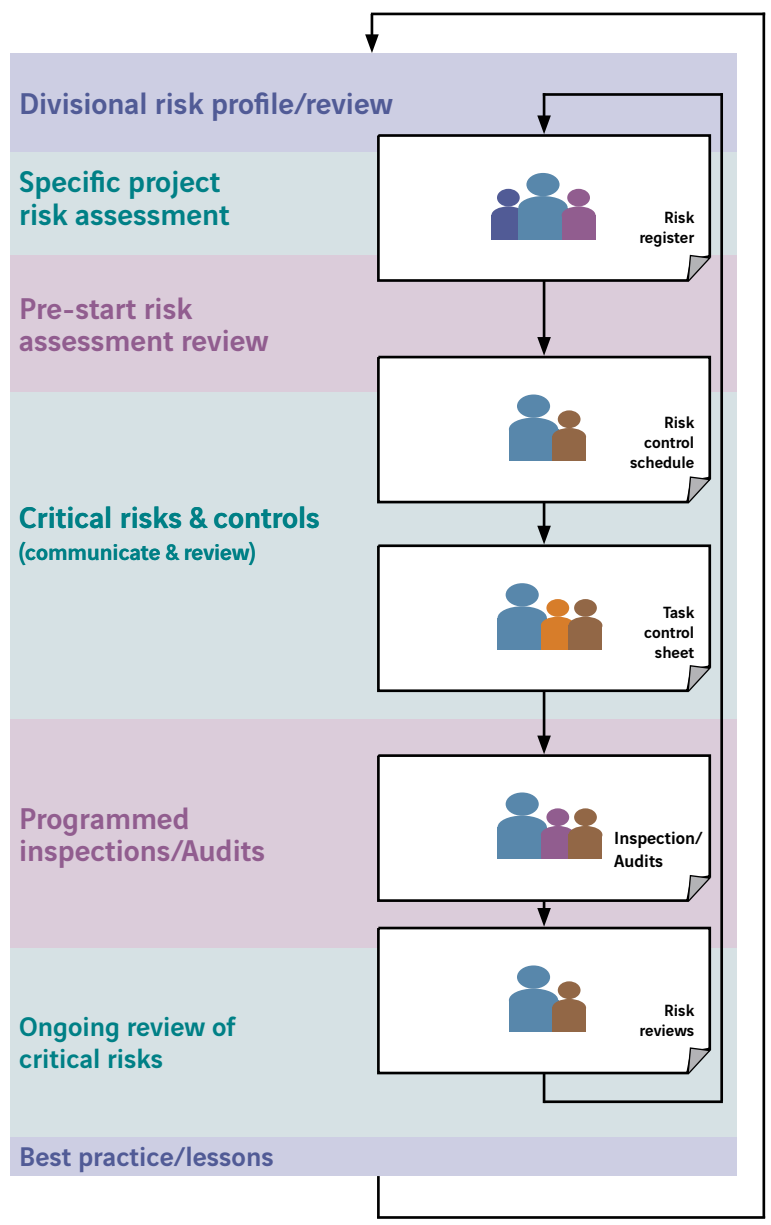 Divisional risk profile/review
Specific project
risk assessment
Risk
register
Pre-start risk
assessment review
Risk
control
schedule
Critical risks & controls
(communicate & review)
Task
control
sheet
Programmed
inspections/Audits
Inspection/
Audits
Ongoing review of
critical risks
Risk
reviews
Best practice/lessons